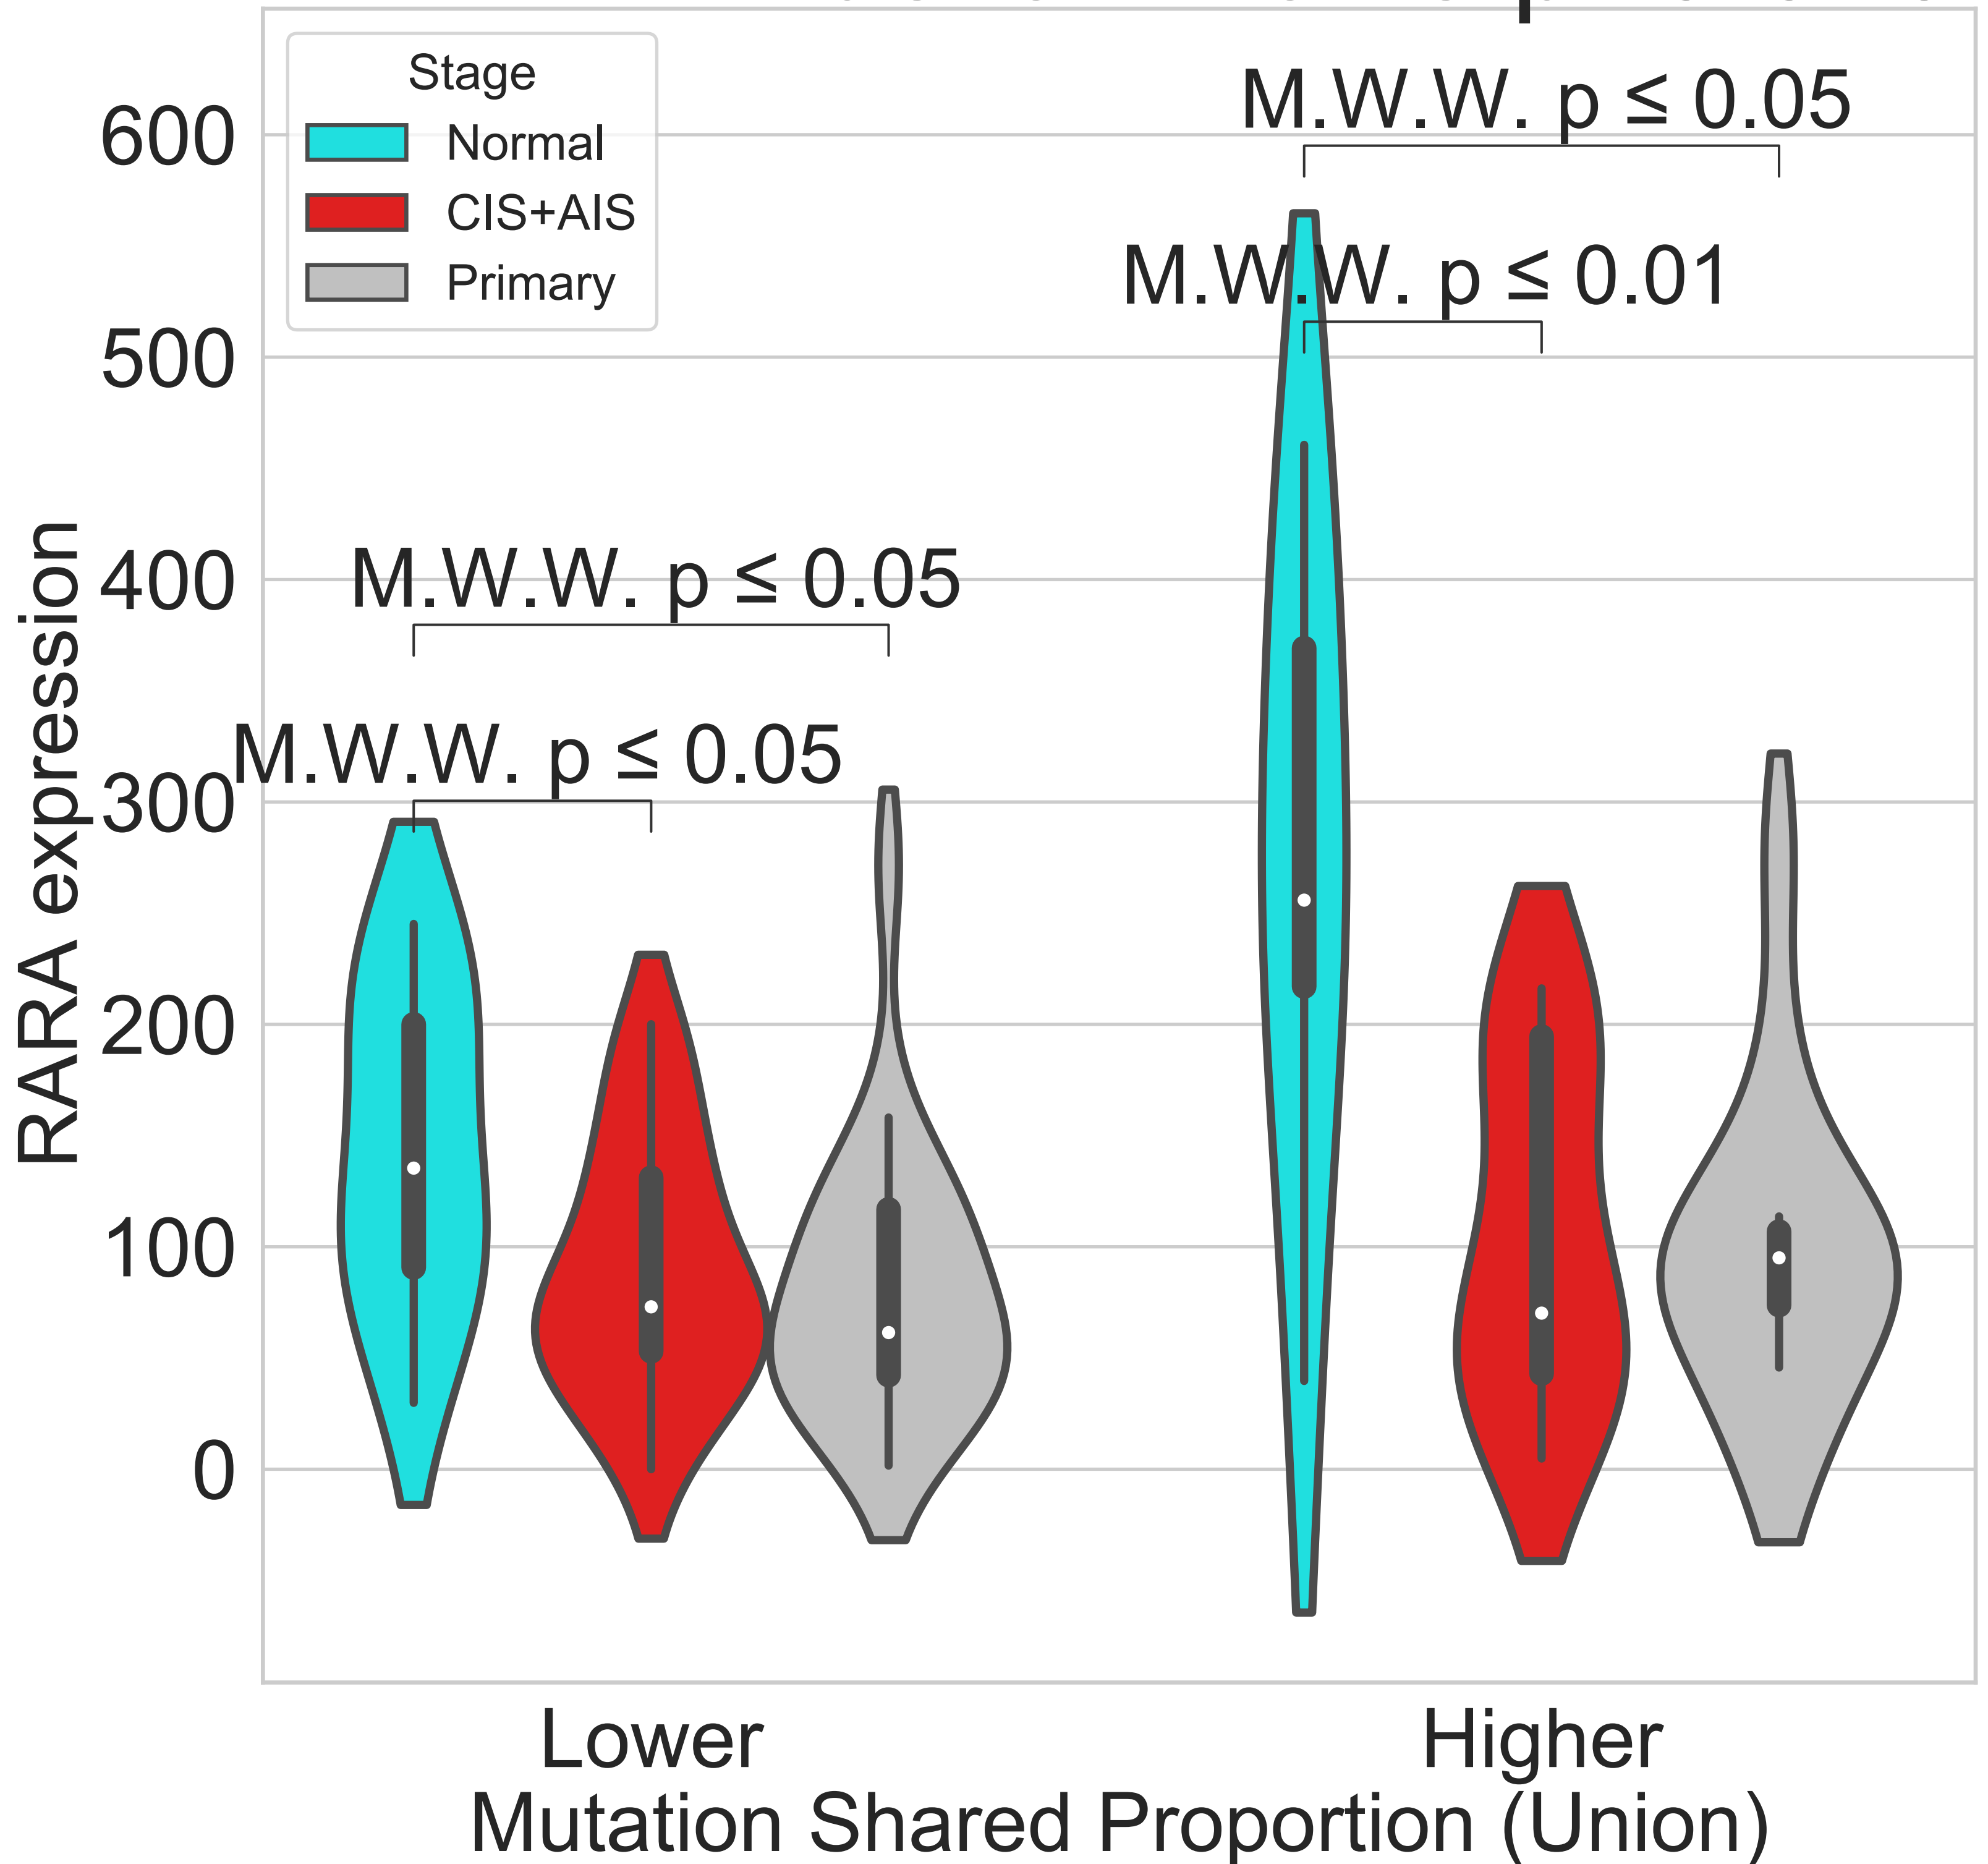 Stage
Normal
CIS+AIS
Primary
M.W.W. p ≤ 0.05
M.W.W. p ≤ 0.01
M.W.W. p ≤ 0.05
M.W.W. p ≤ 0.05
RARA expression
600
500
400
300
200
100
0
Lower
Higher
Mutation Shared Proportion (Union)